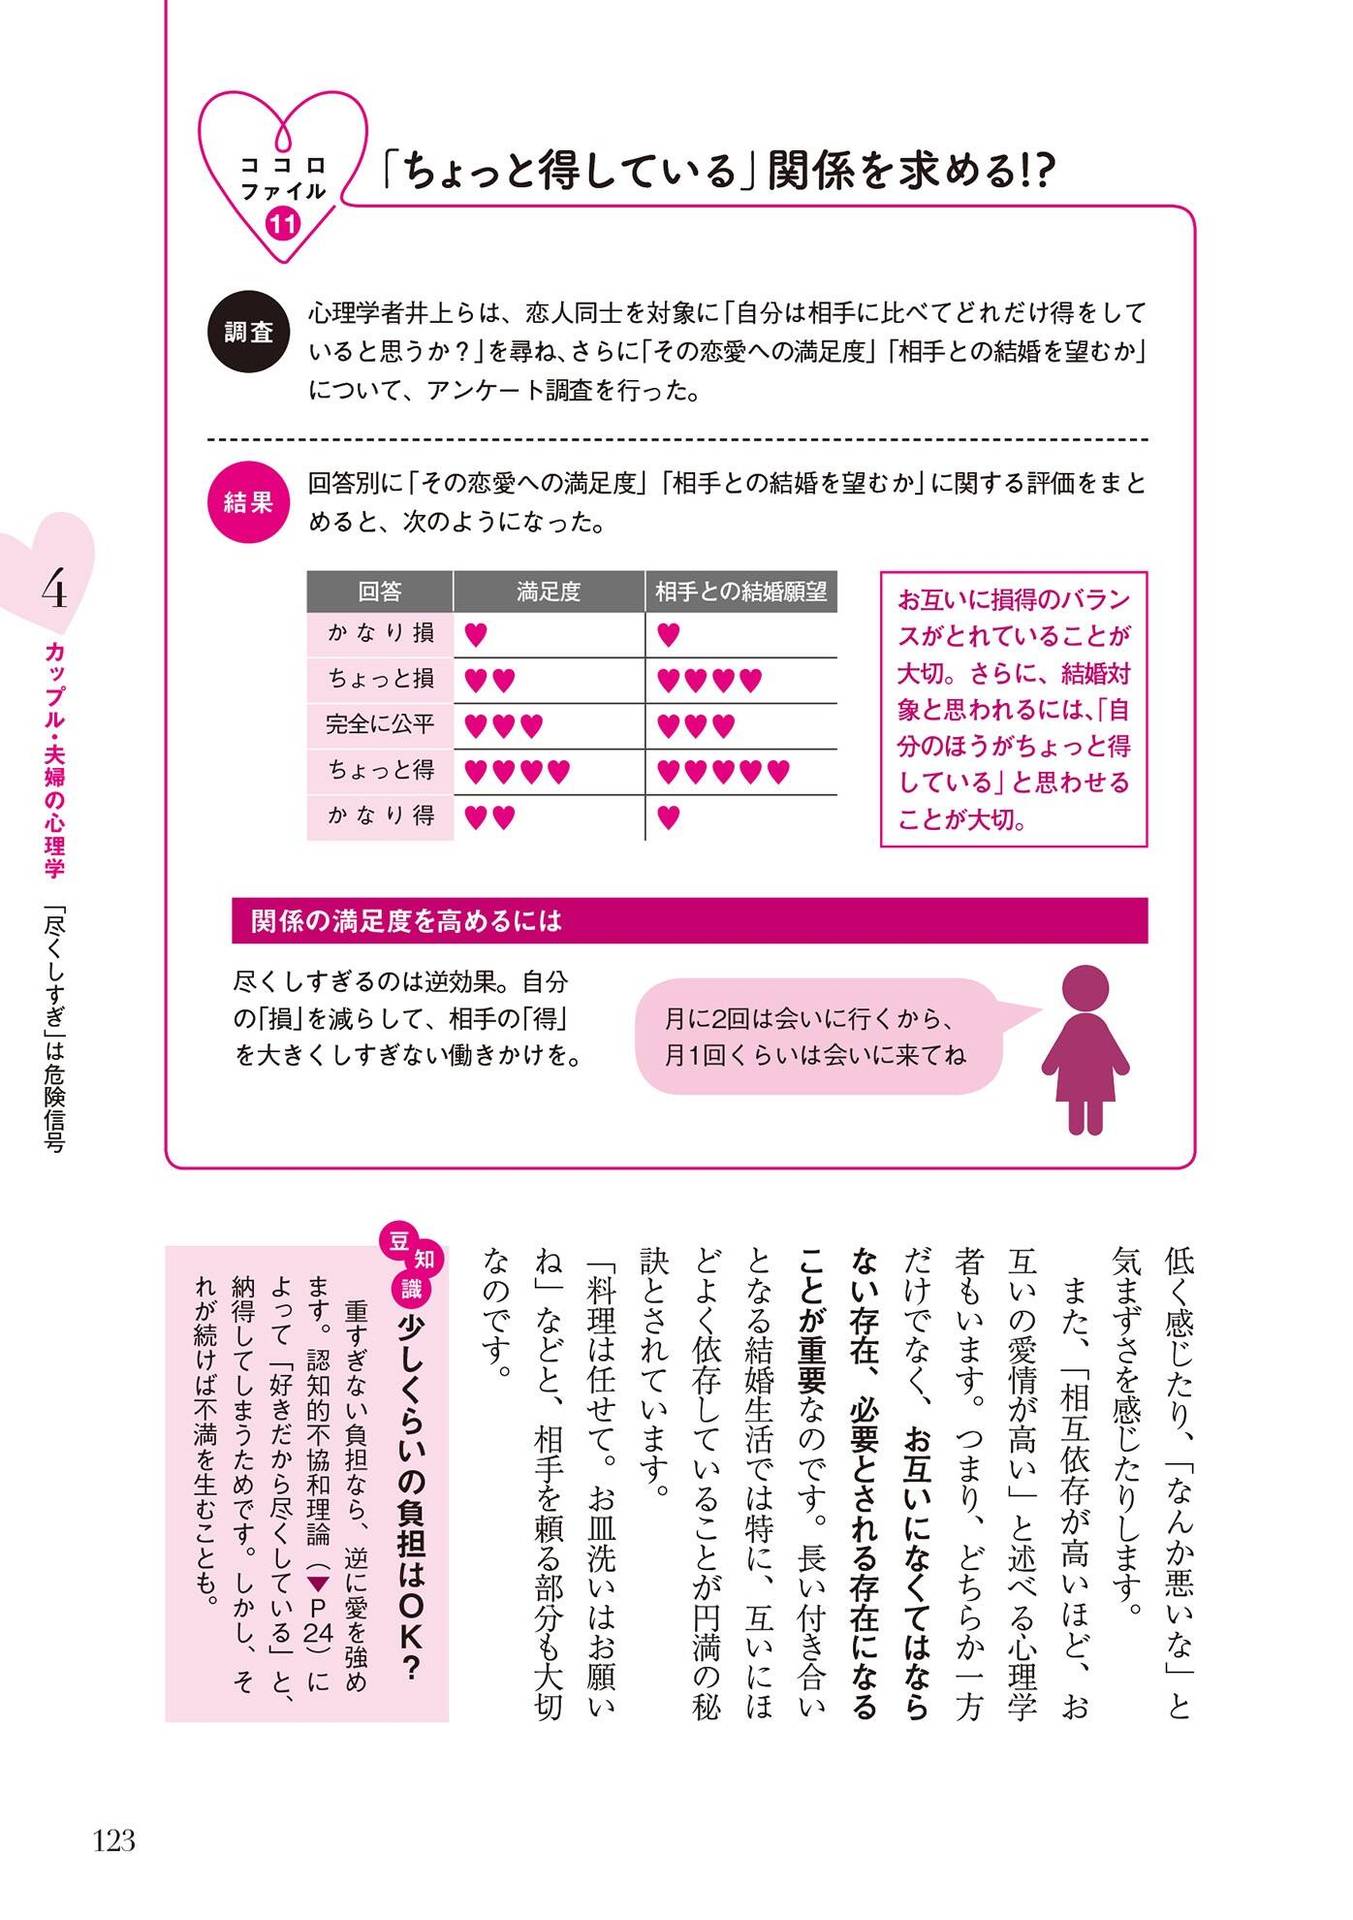 ココロ
ファイル
11
「ちょっと得している」関係を求める!?
調査
心理学者井上らは、恋人同士を対象に「自分は相手に比べてどれだけ得をして
いると思うか？」を尋ね、さらに「その恋愛への満足度」「相手との結婚を望むか」
について、アンケート調査を行った。
結果
回答別に「その恋愛への満足度」「相手との結婚を望むか」に関する評価をまと
めると、次のようになった。
回答 満足度 相手との結婚願望
かなり損 ♥ ♥
ちょっと損 ♥♥ ♥♥♥♥
完全に公平 ♥♥♥ ♥♥♥
ちょっと得 ♥♥♥♥ ♥♥♥♥♥
かなり得 ♥♥ ♥
お互いに損得のバラン
スがとれていることが
大切。さらに、結婚対
象と思われるには、「自
分のほうがちょっと得
している」と思わせる
ことが大切。
関係の満足度を高めるには
尽くしすぎるのは逆効果。自分
の「損」を減らして、相手の「得」
を大きくしすぎない働きかけを。
月に2回は会いに行くから、
月1回くらいは会いに来てね
低く感じたり、「なんか悪いな」と
気まずさを感じたりします。
また、「相互依存が高いほど、お
互いの愛情が高い」と述べる心理学
者もいます。つまり、どちらか一方
だけでなく、お互いになくてはなら
ない存在、必要とされる存在になる
ことが重要なのです。長い付き合い
となる結婚生活では特に、互いにほ
どよく依存していることが円満の秘
訣とされています。
「料理は任せて。お皿洗いはお願い
ね」などと、相手を頼る部分も大切
なのです。
豆知識
少しくらいの負担はOK？
重すぎない負担なら、逆に愛を強め
ます。認知的不協和理論（▼P24）に
よって「好きだから尽くしている」と、
納得してしまうためです。しかし、そ
れが続けば不満を生むことも。
4
カップル・夫婦の心理学
「尽くしすぎ」は危険信号
123